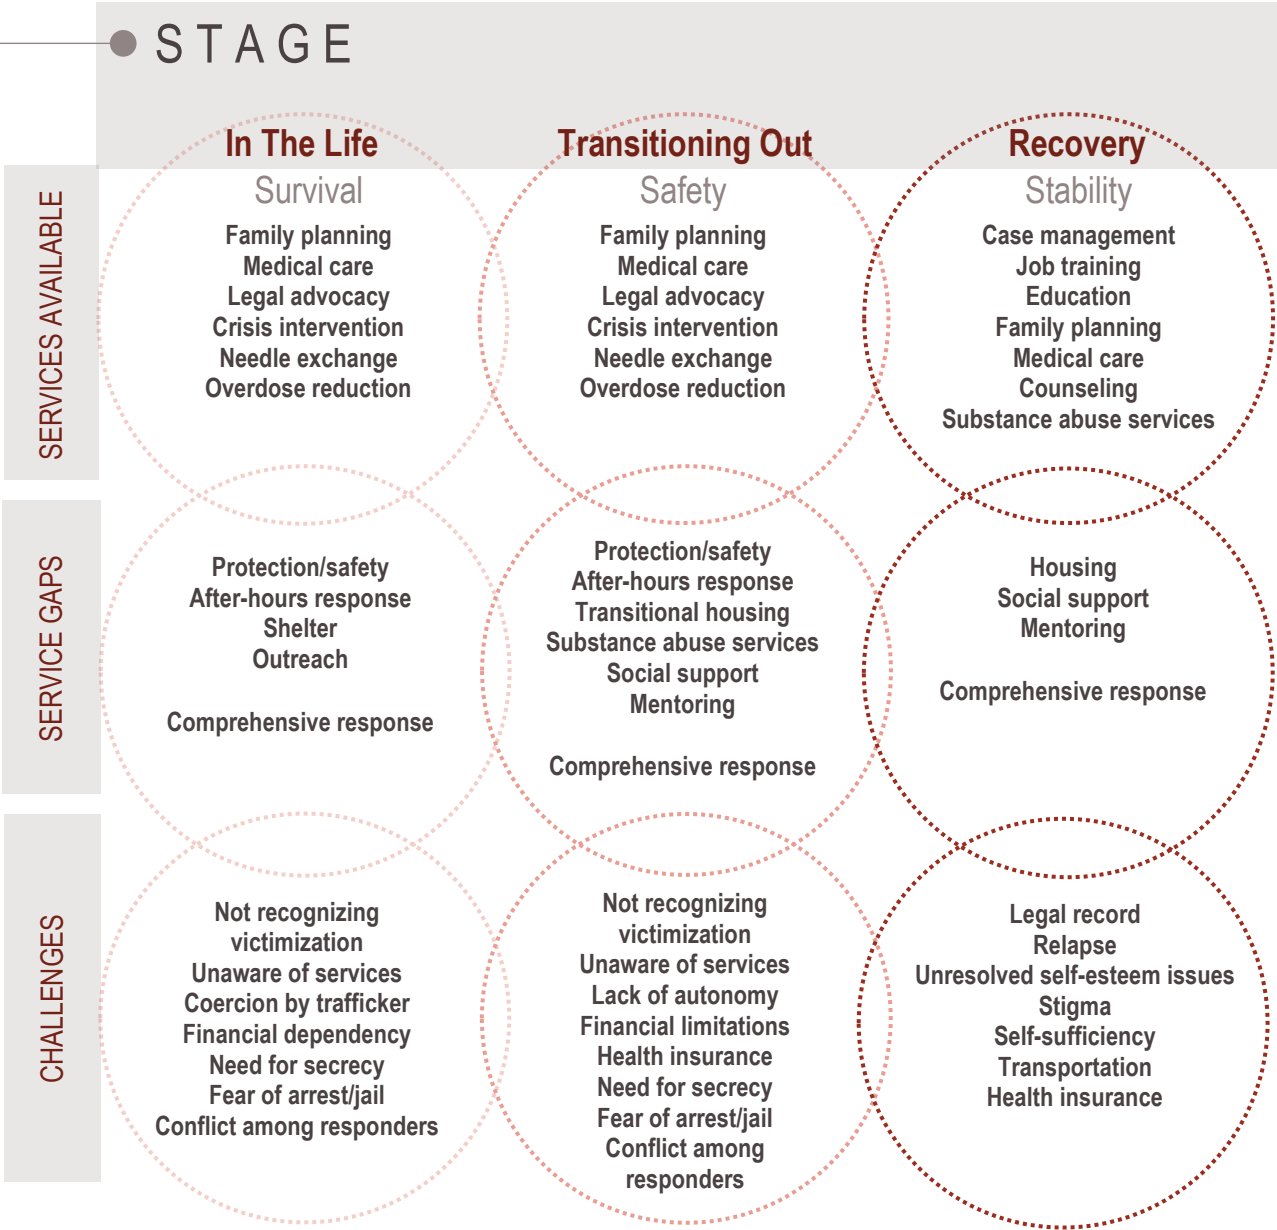 STAGE
In The Life
Survival
Transitioning Out
Safety
Recovery
Stability
SERVICES AVAILABLE
Family planning
Medical care
Legal advocacy
Crisis intervention
Needle exchange
Overdose reduction
Family planning
Medical care
Legal advocacy
Crisis intervention
Needle exchange
Overdose reduction
Case management
Job training
Education
Family planning
Medical care
Counseling
Substance abuse services
SERVICE GAPS
Protection/safety
After-hours response
Shelter
Outreach
Comprehensive response
Protection/safety
After-hours response
Transitional housing
Substance abuse services
Social support
Mentoring
Comprehensive response
Housing
Social support
Mentoring
Comprehensive response
CHALLENGES
Not recognizing
victimization
Unaware of services
Coercion by trafficker
Financial dependency
Need for secrecy
Fear of arrest/jail
Conflict among responders
Not recognizing
victimization
Unaware of services
Lack of autonomy
Financial limitations
Health insurance
Need for secrecy
Fear of arrest/jail
Conflict among
responders
Legal record
Relapse
Unresolved self-esteem issues
Stigma
Self-sufficiency
Transportation
Health insurance